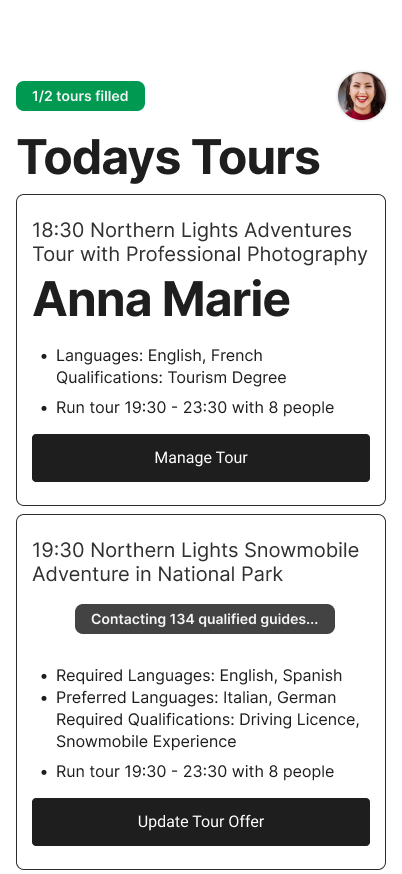 1/2 tours filled
Todays Tours
18:30 Northern Lights Adventures
Tour with Professional Photography
Anna Marie
• Languages: English, French
Qualifications: Tourism Degree
• Run tour 19:30 - 23:30 with 8 people
Manage Tour
19:30 Northern Lights Snowmobile
Adventure in National Park
Contacting 134 qualified guides...
• Required Languages: English, Spanish
• Preferred Languages: Italian, German
Required Qualifications: Driving Licence,
Snowmobile Experience
• Run tour 19:30 - 23:30 with 8 people
Update Tour Offer